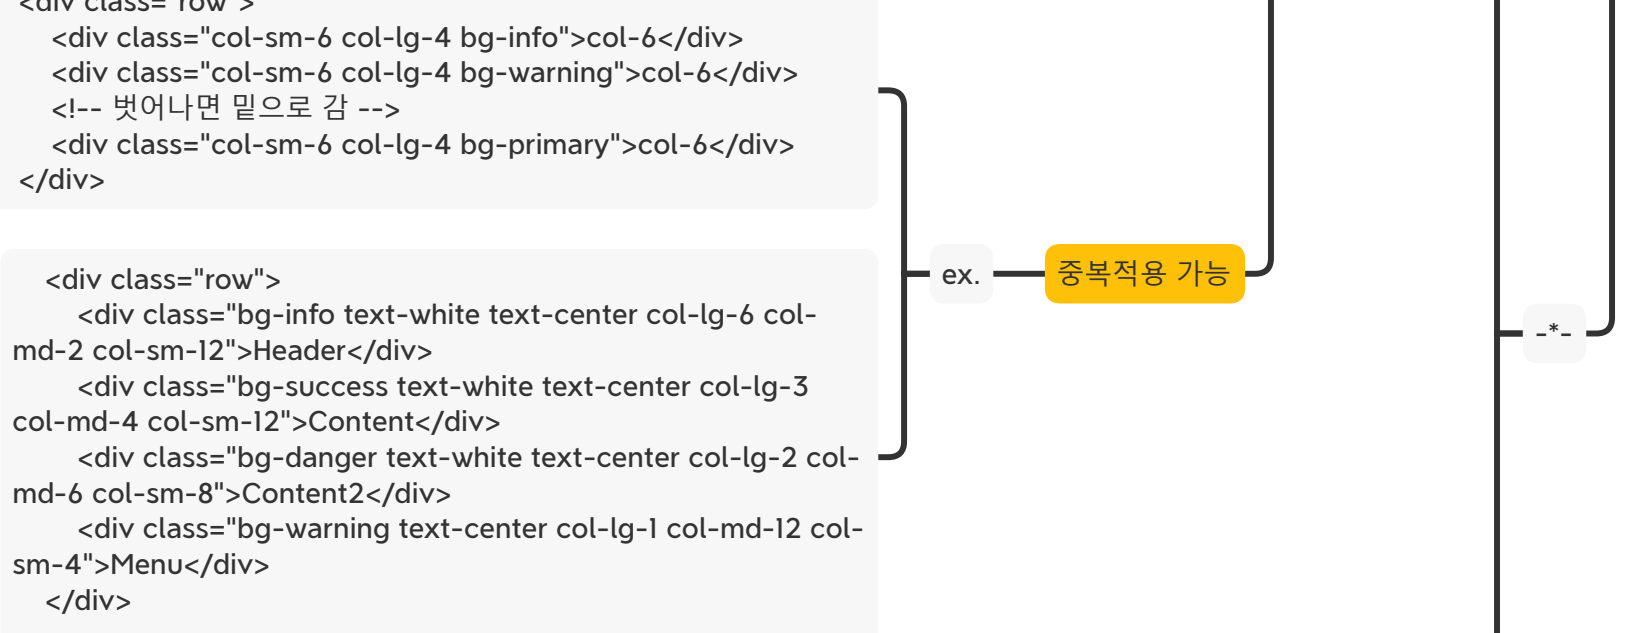 <div class="row">
<div class="col-sm-6 col-lg-4 bg-info">col-6</div>
<div class="col-sm-6 col-lg-4 bg-warning">col-6</div>
<!-- 벗어나면 밑으로 감 -->
<div class="col-sm-6 col-lg-4 bg-primary">col-6</div>
</div>
<div class="row">
<div class="bg-info text-white text-center col-lg-6 col-
md-2 col-sm-12">Header</div>
<div class="bg-success text-white text-center col-lg-3
col-md-4 col-sm-12">Content</div>
<div class="bg-danger text-white text-center col-lg-2 col-
md-6 col-sm-8">Content2</div>
<div class="bg-warning text-center col-lg-1 col-md-12 col-
sm-4">Menu</div>
</div>
ex.
중복적용 가능
-*-